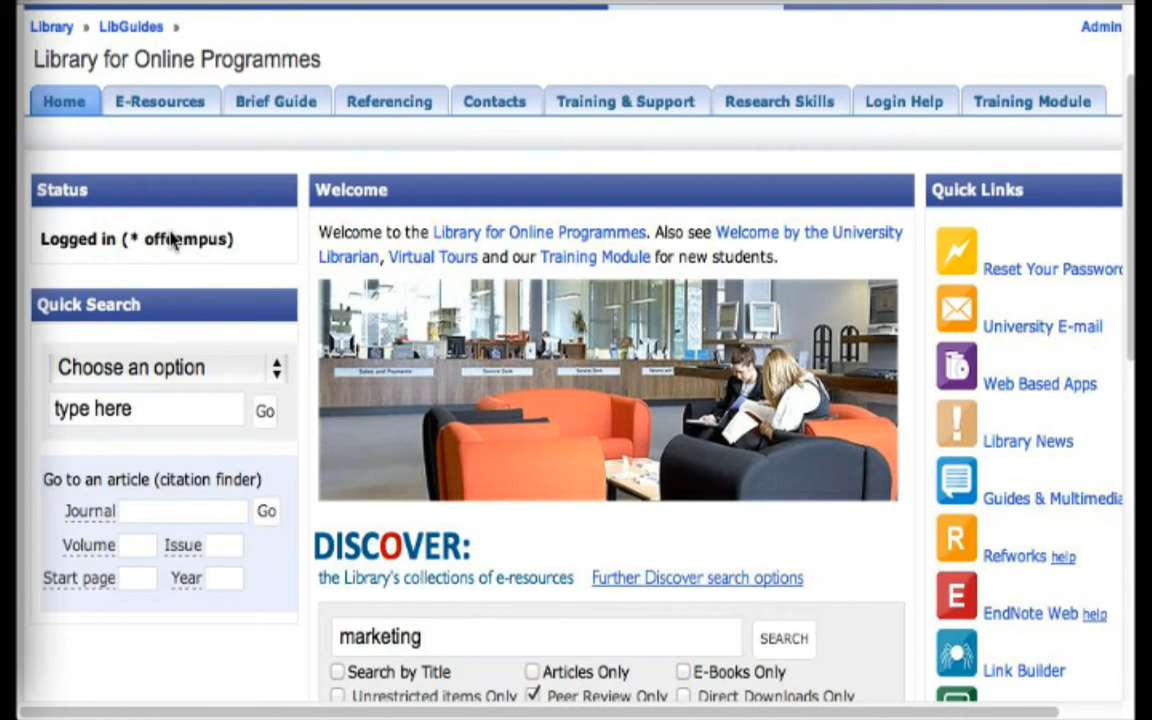 Library » LibGuides »
Admin
Library for Online Programmes
Home E-Resources Brief Guide Referencing Contacts Training & Support Research Skills Login Help Training Module
Status
Logged in (* off
Quick Search
Choose an option
type here Go
Go to an article (citation finder)
Journal Go
Volume Issue
Start page Year
Welcome
Welcome to the Library for Online Programmes. Also see Welcome by the University
Librarian, Virtual Tours and our Training Module for new students.
DISCOVER:
the Library's collections of e-resources Further Discover search options
marketing SEARCH
Search by Title Articles Only E-Books Only
Unrestricted items Only Peer Review Only Direct Downloads Only
Quick Links
Reset Your Password
University E-mail
Web Based Apps
Library News
Guides & Multimedia
R
Refworks help
E
EndNote Web help
Link Builder